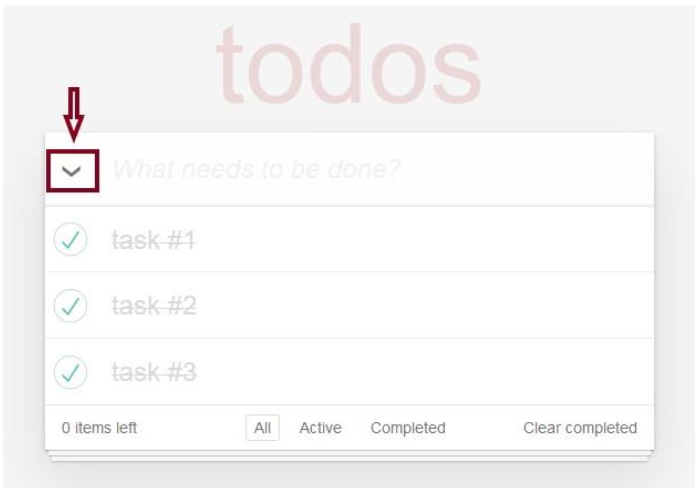 todos
What needs to be done?
task #1
task #2
task #3
0 items left All Active Completed Clear completed